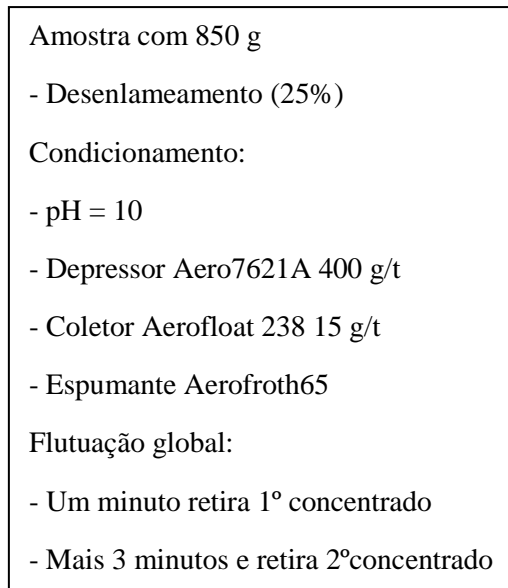 Amostra com 850 g
- Desenlameamento (25%)
Condicionamento:
- pH = 10
- Depressor Aero7621A 400 g/t
- Coletor Aerofloat 238 15 g/t
- Espumante Aerofroth65
Flutuação global:
- Um minuto retira 1º concentrado
- Mais 3 minutos e retira 2ºconcentrado